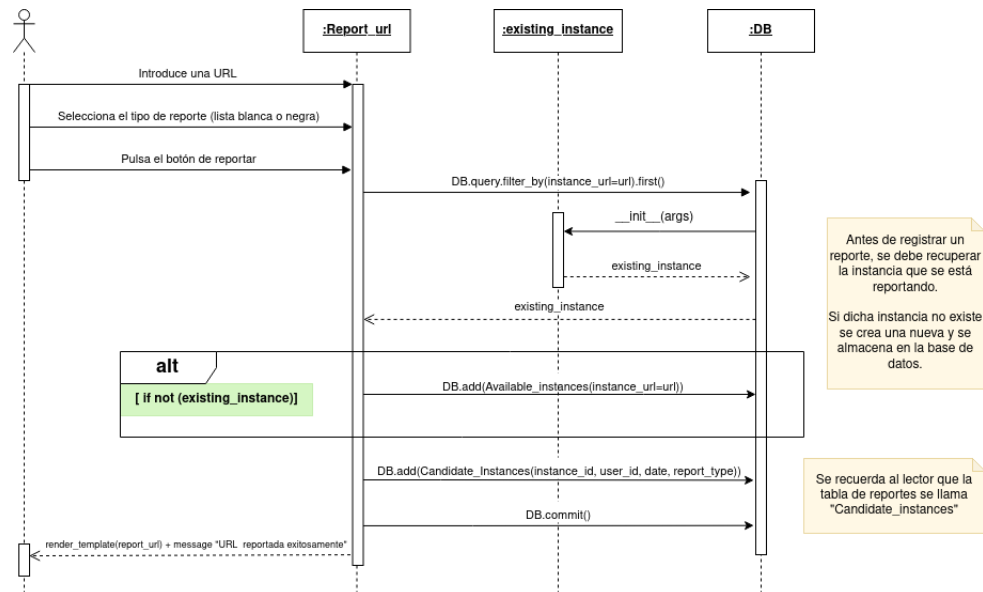 :Report_url
:existing_instance
:DB
Introduce una URL
Selecciona el tipo de reporte (lista blanca o negra)
Pulsa el botón de reportar
DB.query.filter_by(instance_url=url).first()
__init__(args)
existing_instance
existing_instance
Antes de registrar un
reporte, se debe recuperar
la instancia que se está
reportando.
Si dicha instancia no existe
se crea una nueva y se
almacena en la base de
datos.
alt
[ if not (existing_instance)]
DB.add(Available_instances(instance_url=url))
DB.add(Candidate_Instances(instance_id, user_id, date, report_type))
Se recuerda al lector que la
tabla de reportes se llama
"Candidate_instances"
DB.commit()
render_template(report_url) + message "URL reportada exitosamente"